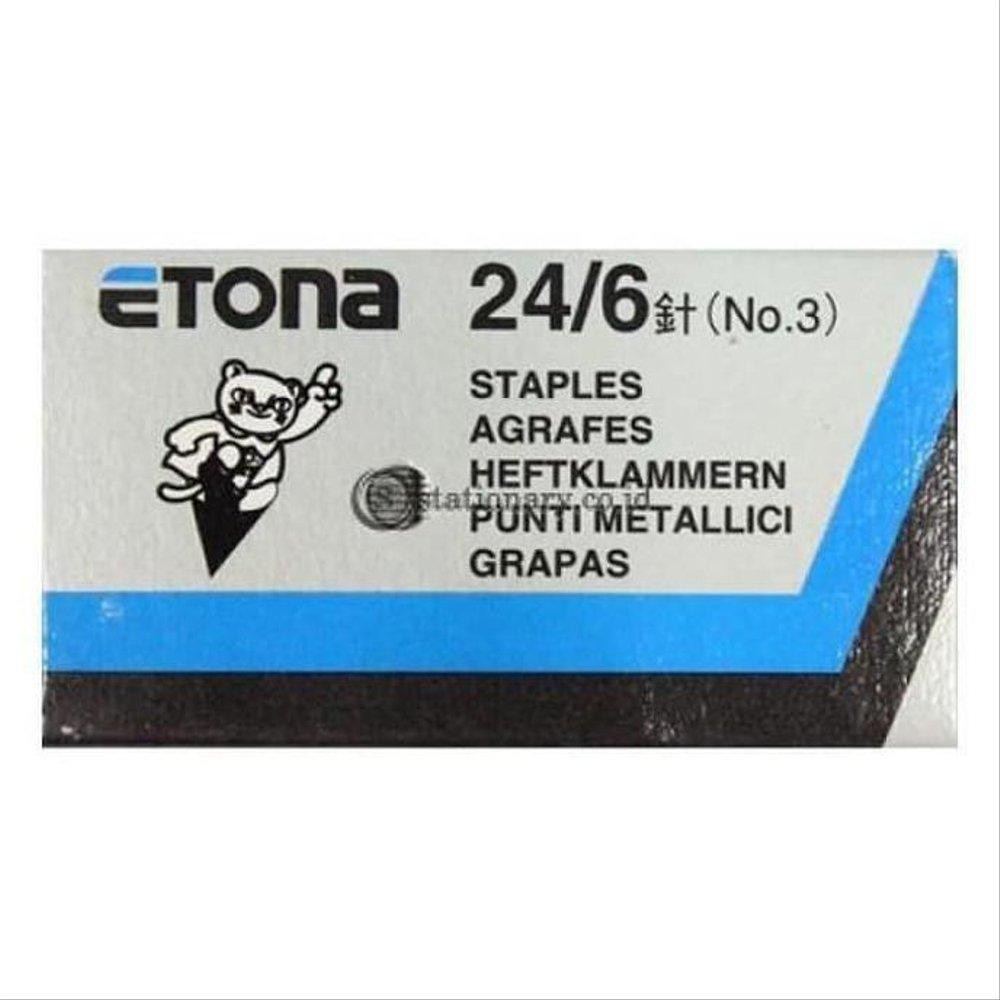 ETONA
24/6針(No.3)
STAPLES
AGRAFES
HEFTKLAMMERN
stationary.co.id
PUNTI METALLICI
GRAPAS